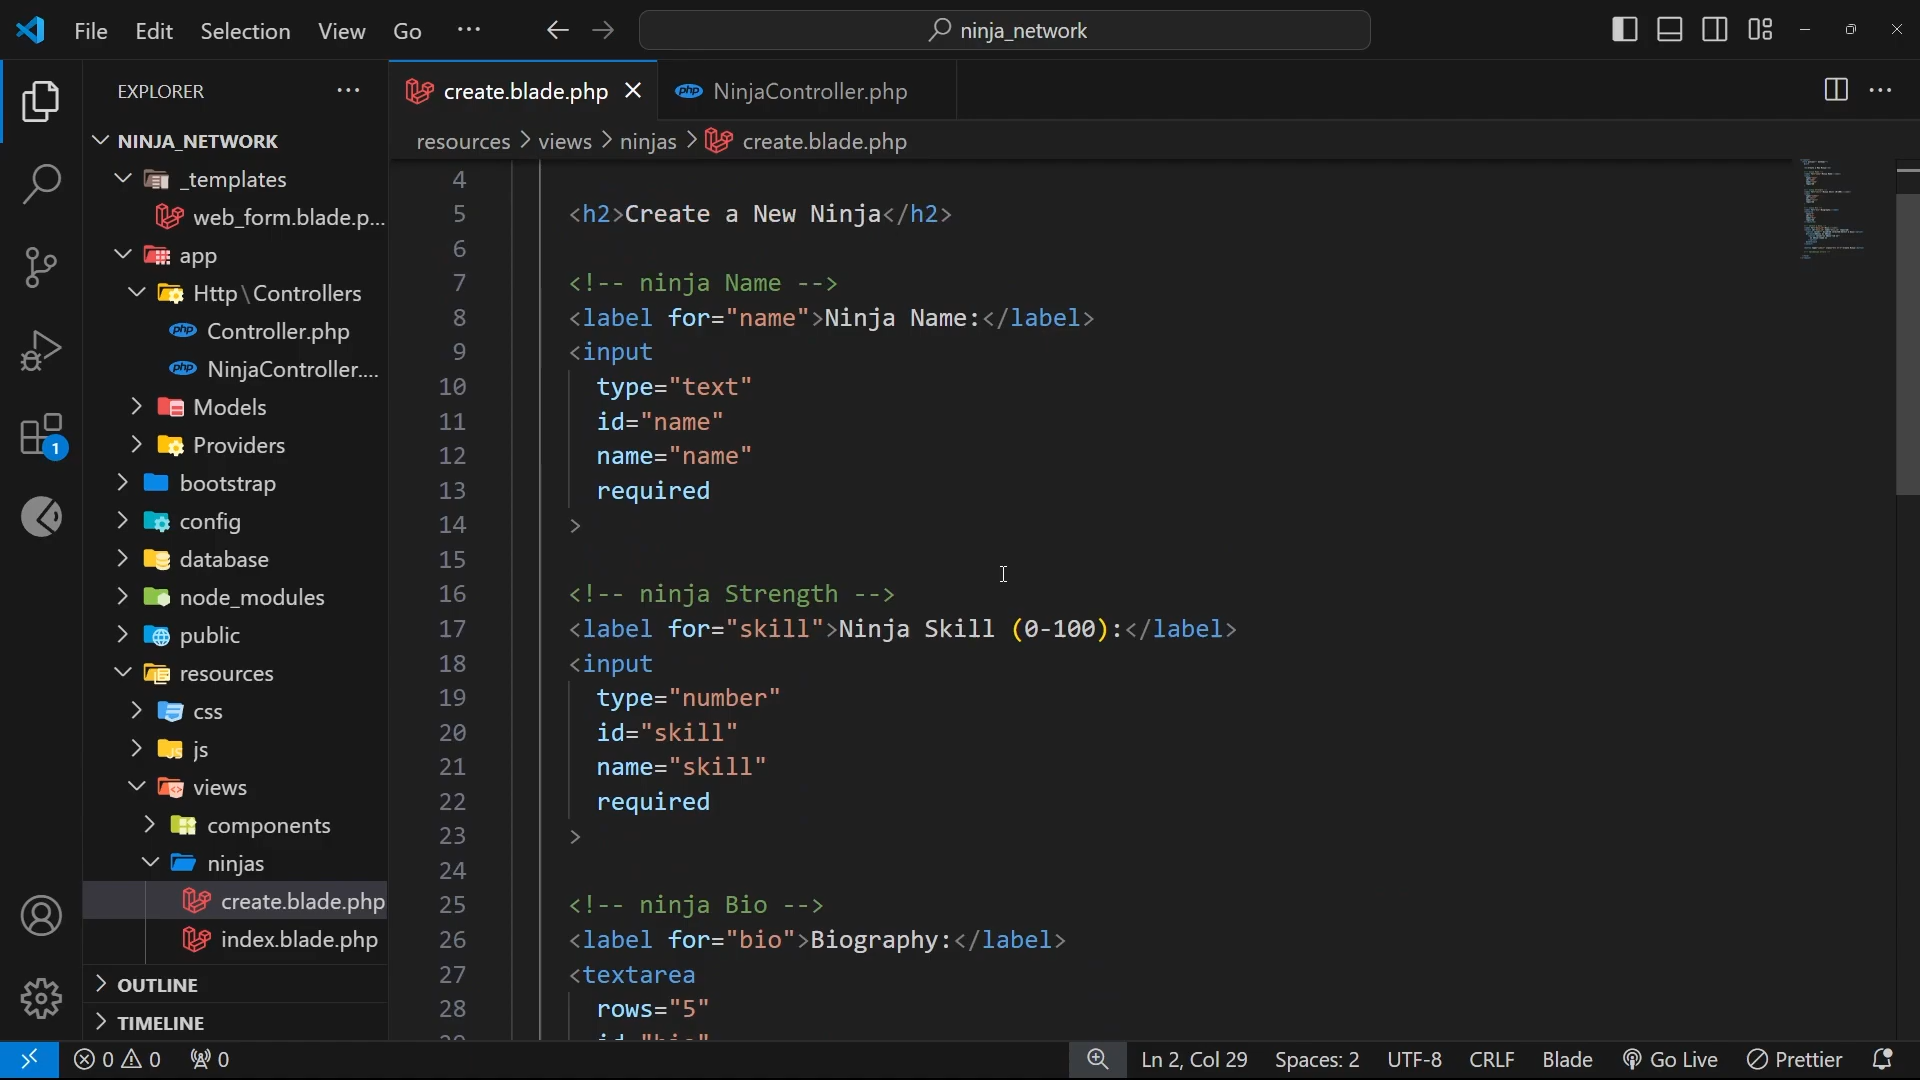 File Edit Selection View Go ··· ninja_network
EXPLORER ···
NINJA_NETWORK
_templates
web_form.blade.p...
app
Http\Controllers
Controller.php
NinjaController....
Models
Providers
bootstrap
config
database
node_modules
public
resources
css
js
views
components
ninjas
create.blade.php
index.blade.php
OUTLINE
TIMELINE
1
create.blade.php NinjaController.php
resources > views > ninjas > create.blade.php
4
5 <h2>Create a New Ninja</h2>
6
7 <!-- ninja Name -->
8 <label for="name">Ninja Name:</label>
9 <input
10 type="text"
11 id="name"
12 name="name"
13 required
14 >
15
16 <!-- ninja Strength -->
17 <label for="skill">Ninja Skill (0-100):</label>
18 <input
19 type="number"
20 id="skill"
21 name="skill"
22 required
23 >
24
25 <!-- ninja Bio -->
26 <label for="bio">Biography:</label>
27 <textarea
28 rows="5"
0 0 0 Ln 2, Col 29 Spaces: 2 UTF-8 CRLF Blade Go Live Prettier